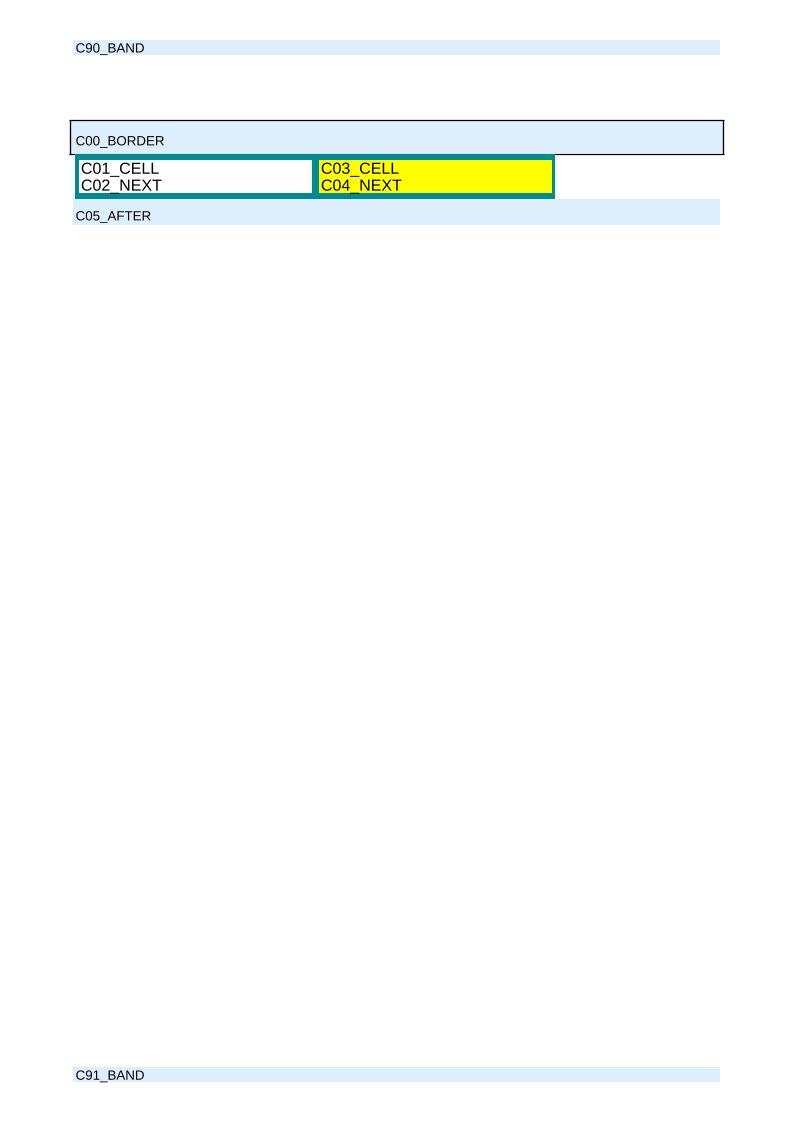 C90_BAND
C00_BORDER
C01_CELL
C02_NEXT
C03_CELL
C04_NEXT
C05_AFTER
C91_BAND